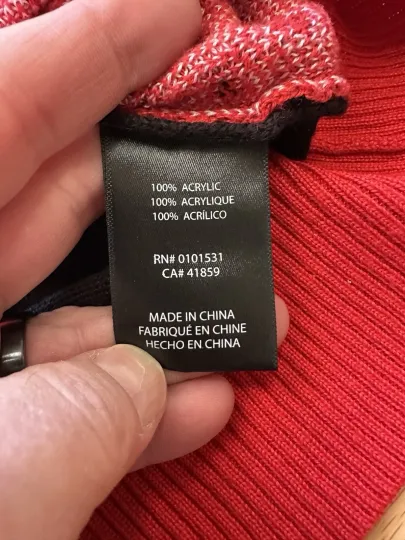 100% ACRYLIC
100% ACRYLIQUE
100% ACRÍLICO
RN# 0101531
CA# 41859
MADE IN CHINA
FABRIQUÉ EN CHINE
HECHO EN CHINA